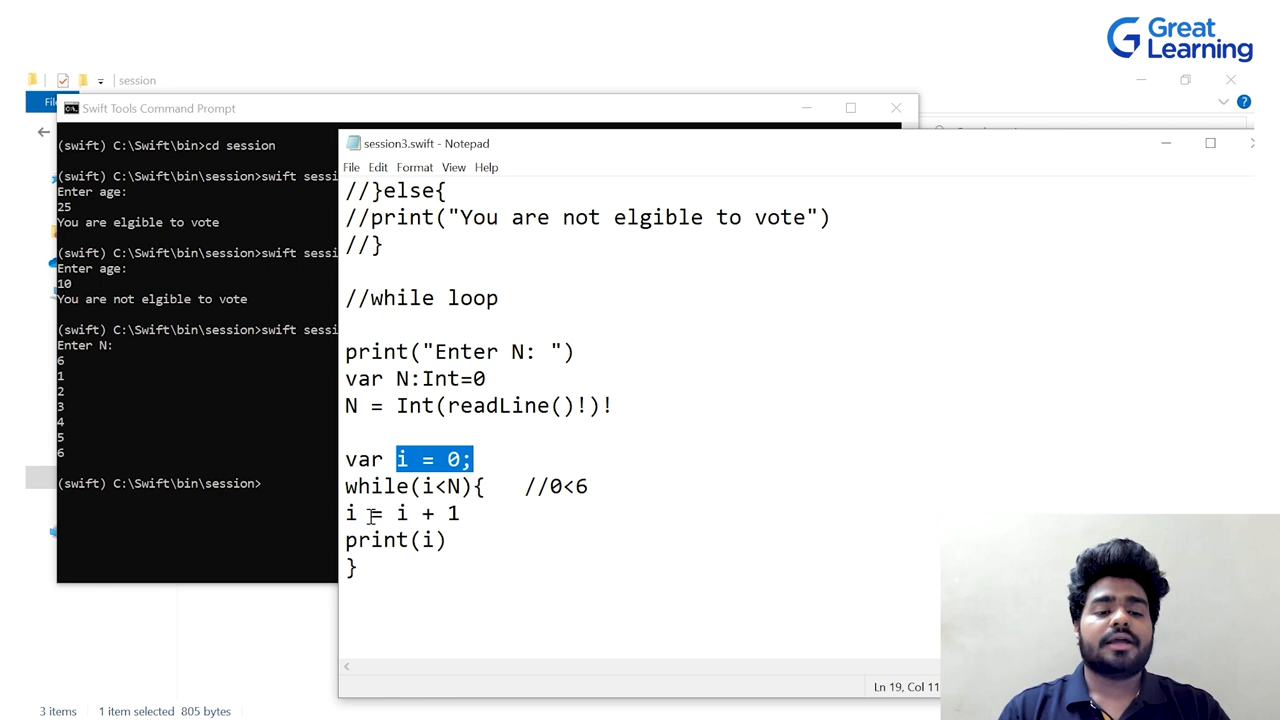 Great
Learning
session
Fil
Swift Tools Command Prompt
(swift) C:\Swift\bin>cd session
(swift) C:\Swift\bin\session>swift sessi
Enter age:
25
You are elgible to vote
(swift) C:\Swift\bin\session>swift sessi
Enter age:
10
You are not elgible to vote
(swift) C:\Swift\bin\session>swift sessi
Enter N:
6
1
2
3
4
5
6
(swift) C:\Swift\bin\session>
session3.swift - Notepad
File Edit Format View Help
//}else{
//print("You are not elgible to vote")
//}
//while loop
print("Enter N: ")
var N:Int=0
N = Int(readLine()!)!
var i = 0;
while(i<N){ //0<6
i = i + 1
print(i)
}
Ln 19, Col 11
3 items 1 item selected 805 bytes